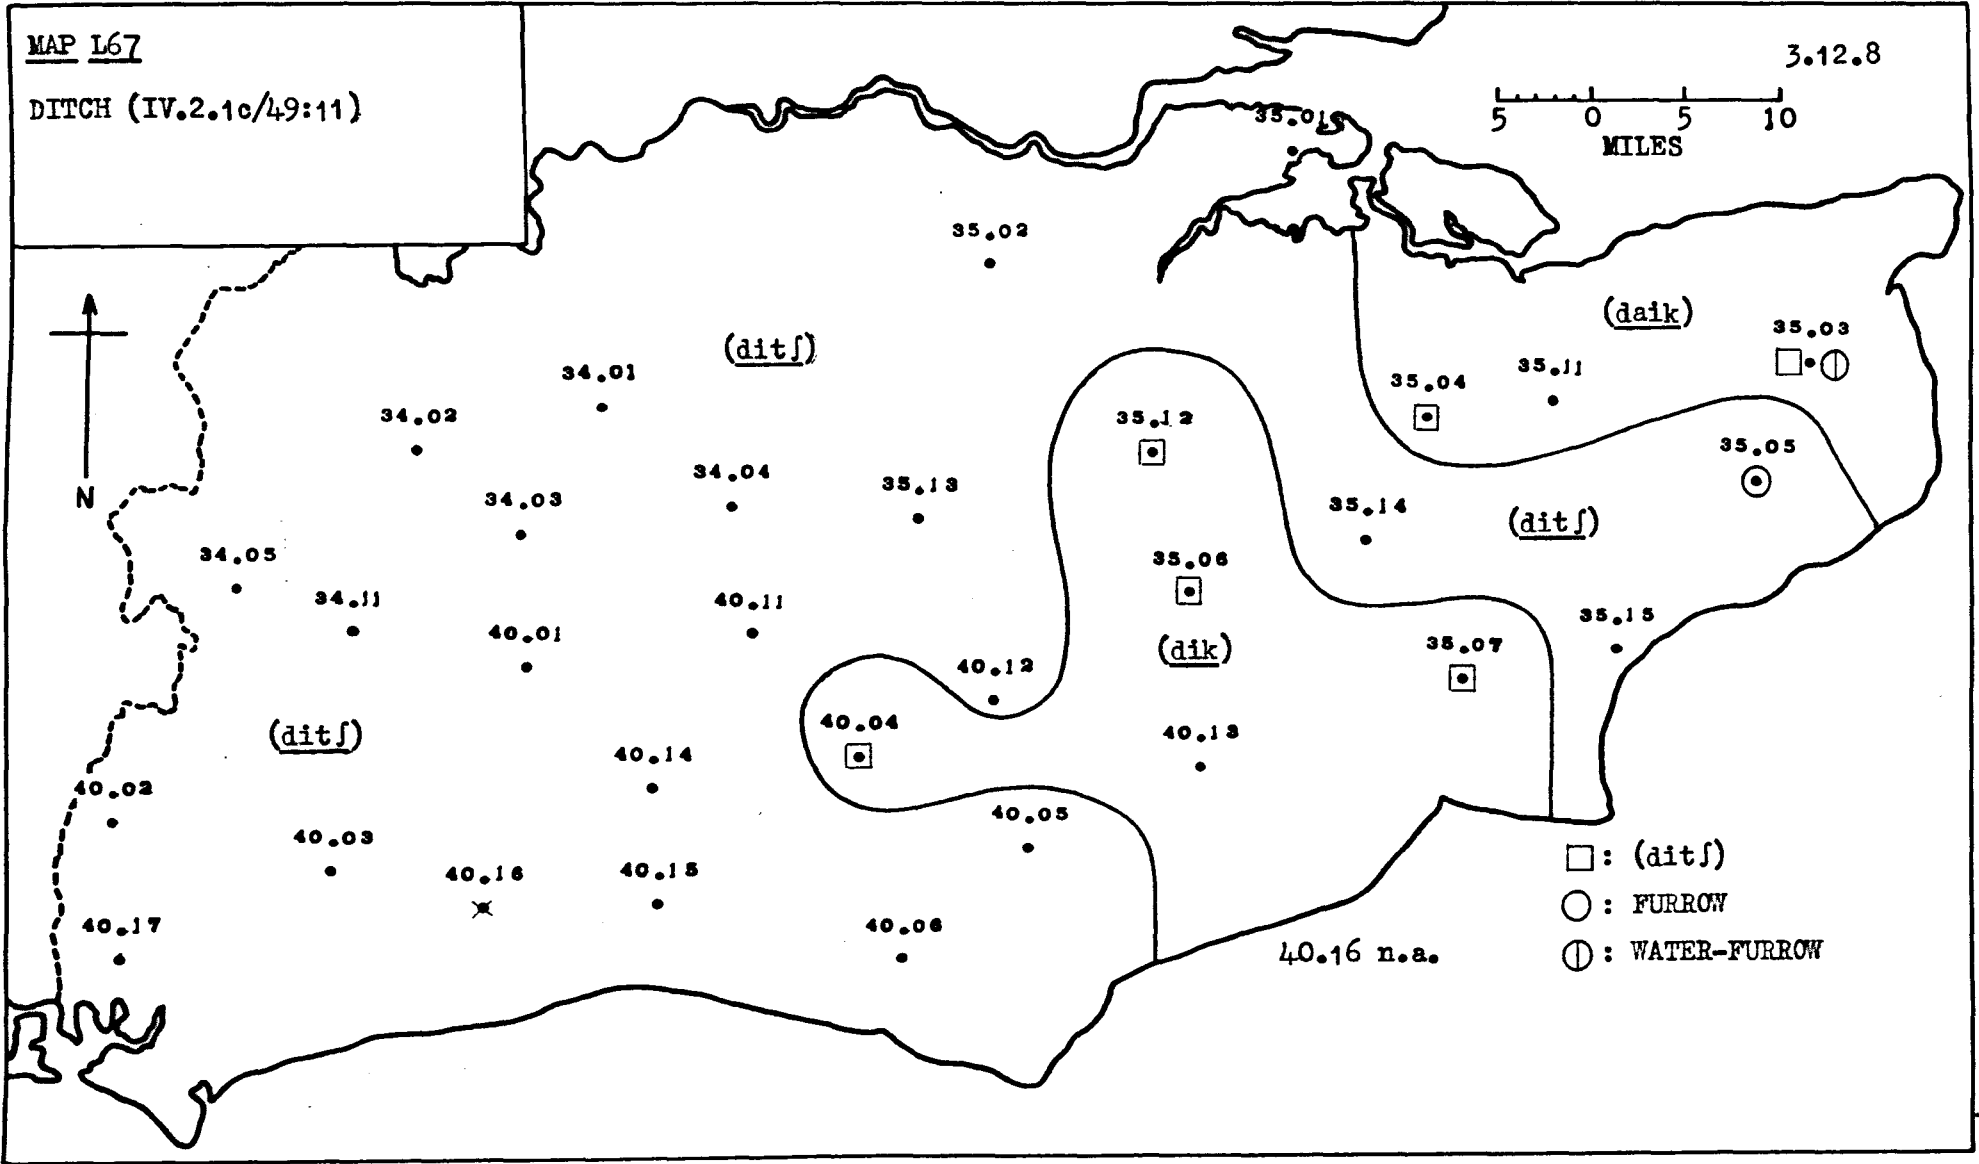 MAP L67
3.12.8
DITCH (IV.2.1c/49:11)
5 0 5 10
MILES
35.01
35.02
(daik)
35.03
(ditʃ)
34.01
35.04
35.11
34.02
35.12
35.05
34.04
35.13
N
34.03
35.14
(ditʃ)
34.05
35.06
34.11
40.11
35.15
40.01
(dik)
35.07
40.12
40.04
(ditʃ)
40.13
40.14
40.02
40.05
40.03
□: (ditʃ)
40.16
40.15
○: FURROW
40.17
40.06
40.16 n.a.
⦶: WATER-FURROW